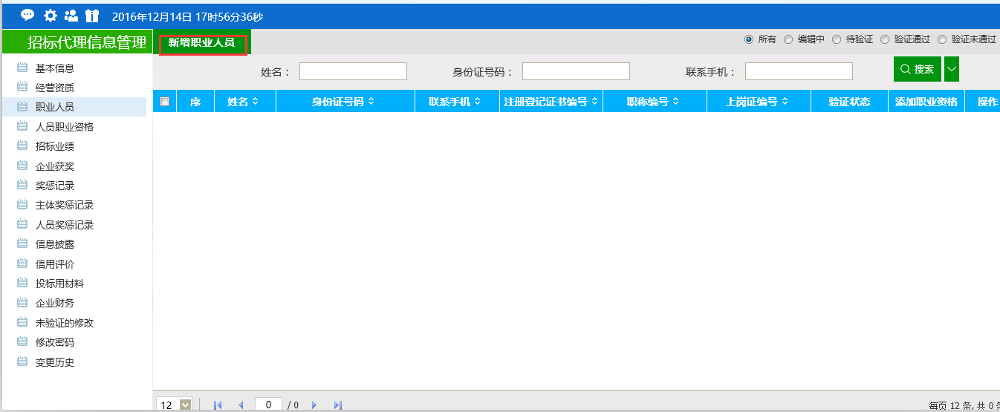 2016年12月14日 17时56分36秒
招标代理信息管理
新增职业人员
所有 编辑中 待验证 验证通过 验证未通过
姓名： 身份证号码： 联系手机： 搜索
序 姓名 身份证号码 联系手机 注册登记证书编号 职称编号 上岗证编号 验证状态 添加职业资格 操作
基本信息
经营资质
职业人员
人员职业资格
招标业绩
企业获奖
奖惩记录
主体奖惩记录
人员奖惩记录
信息披露
信用评价
投标用材料
企业财务
未验证的修改
修改密码
变更历史
12 0 / 0 每页 12 条, 共 0